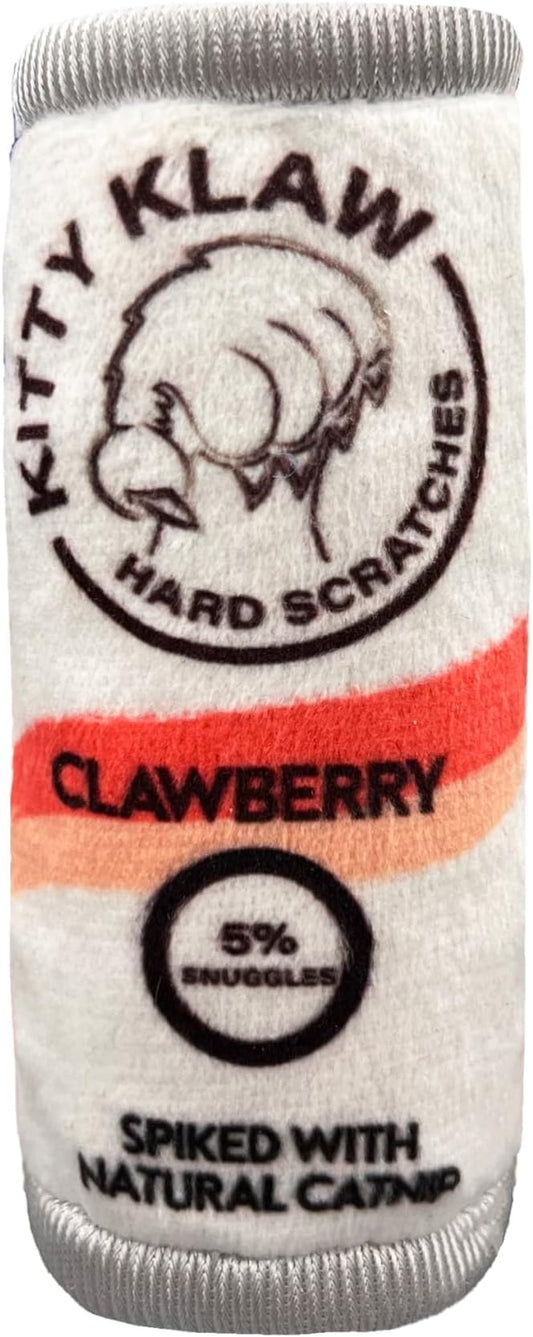 KITTY KLAW
HARD SCRATCHES
CLAWBERRY
5%
SNUGGLES
SPIKED WITH
NATURAL CATNIP